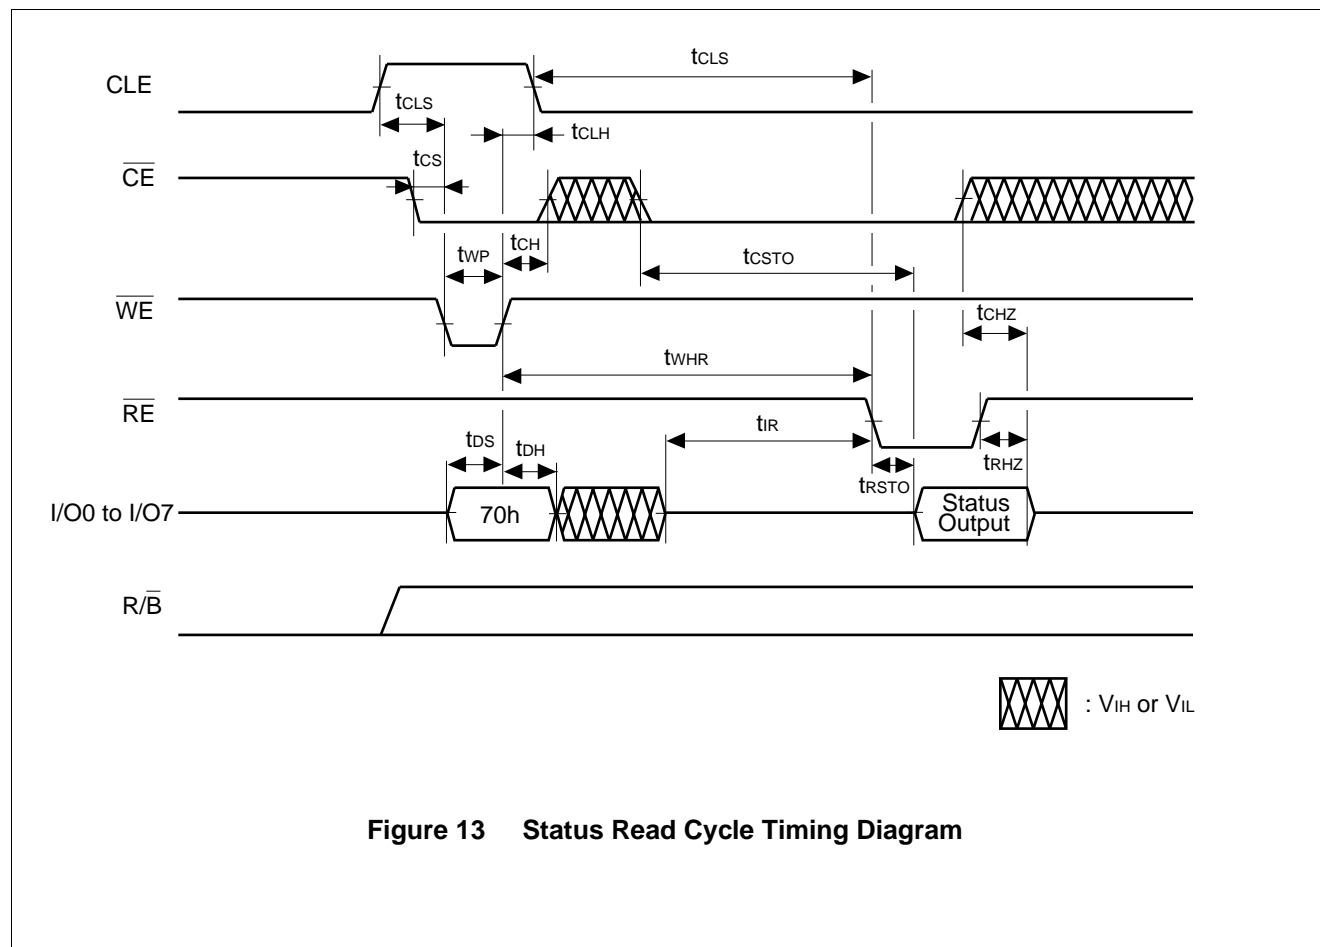 tCLS
CLE
tCLS
tCLH
tCS
CE
tCH
tWP
tCSTO
WE
tCHZ
tWHR
RE
tIR
tDS
tDH
tRHZ
tRSTO
I/O0 to I/O7
70h
Status
Output
R/B
: VIH or VIL
Figure 13 Status Read Cycle Timing Diagram